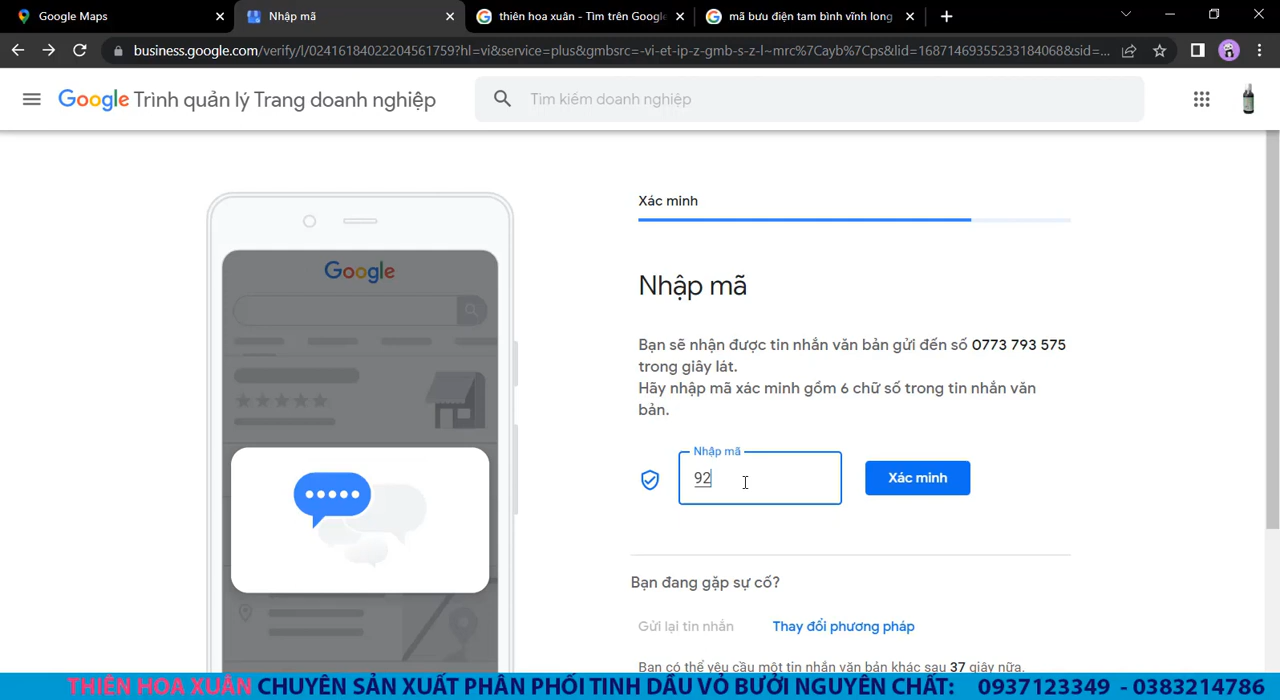 Google Maps
Nhập mã
thiên hoa xuân - Tìm trên Google
mã bưu điện tam bình vĩnh long
business.google.com/verify/l/02416184022204561759?hl=vi&service=plus&gmbsrc=-vi-et-ip-z-gmb-s-z-l~mrc%7Cayb%7Cps&lid=16871469355233184068&sid=...
Google Trình quản lý Trang doanh nghiệp
Tìm kiếm doanh nghiệp
Xác minh
Google
Nhập mã
Bạn sẽ nhận được tin nhắn văn bản gửi đến số 0773 793 575
trong giây lát.
Hãy nhập mã xác minh gồm 6 chữ số trong tin nhắn văn
bản.
Nhập mã
92
Xác minh
Bạn đang gặp sự cố?
Gửi lại tin nhắn
Thay đổi phương pháp
Bạn có thể yêu cầu một tin nhắn văn bản khác sau 37 giây nữa.
THIÊN HOA XUÂN CHUYÊN SẢN XUẤT PHÂN PHỐI TINH DẦU VỎ BƯỞI NGUYÊN CHẤT: 0937123349 - 0383214786